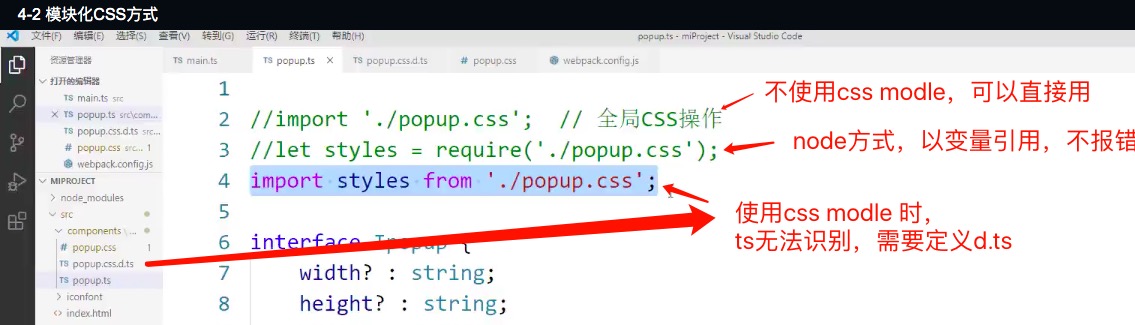 4-2 模块化CSS方式
文件(F) 编辑(E) 选择(S) 查看(V) 转到(G) 运行(R) 终端(T) 帮助(H) popup.ts - miProject - Visual Studio Code
资源管理器
TS main.ts TS popup.ts × TS popup.css.d.ts # popup.css webpack.config.js
打开的编辑器
TS main.ts src
× TS popup.ts src\com...
TS popup.css.d.ts src...
# popup.css src\com...
webpack.config.js
MIPROJECT
node_modules
src
components \...
# popup.css 1
TS popup.css.d.ts
TS popup.ts
iconfont
<> index.html
1
2 //import './popup.css'; // 全局CSS操作
3 //let styles = require('./popup.css');
4 import styles from './popup.css';
5
6 interface Ipopup {
7 width? : string;
8 height? : string;
不使用css modle，可以直接用
node方式，以变量引用，不报错
使用css modle 时，
ts无法识别，需要定义d.ts